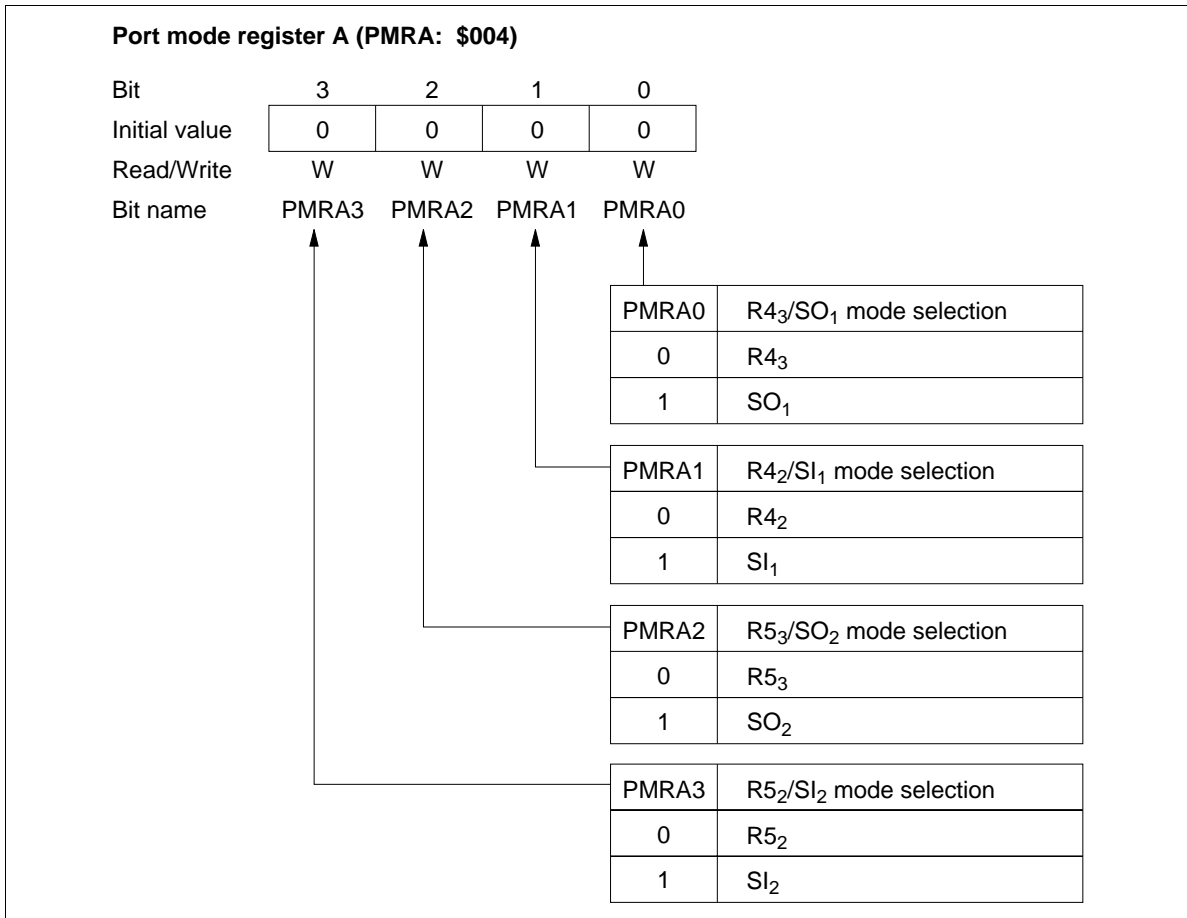 Port mode register A (PMRA: $004)
Bit 3 2 1 0
Initial value 0 0 0 0
Read/Write W W W W
Bit name PMRA3 PMRA2 PMRA1 PMRA0
PMRA0 R4₃/SO₁ mode selection
0 R4₃
1 SO₁
PMRA1 R4₂/SI₁ mode selection
0 R4₂
1 SI₁
PMRA2 R5₃/SO₂ mode selection
0 R5₃
1 SO₂
PMRA3 R5₂/SI₂ mode selection
0 R5₂
1 SI₂